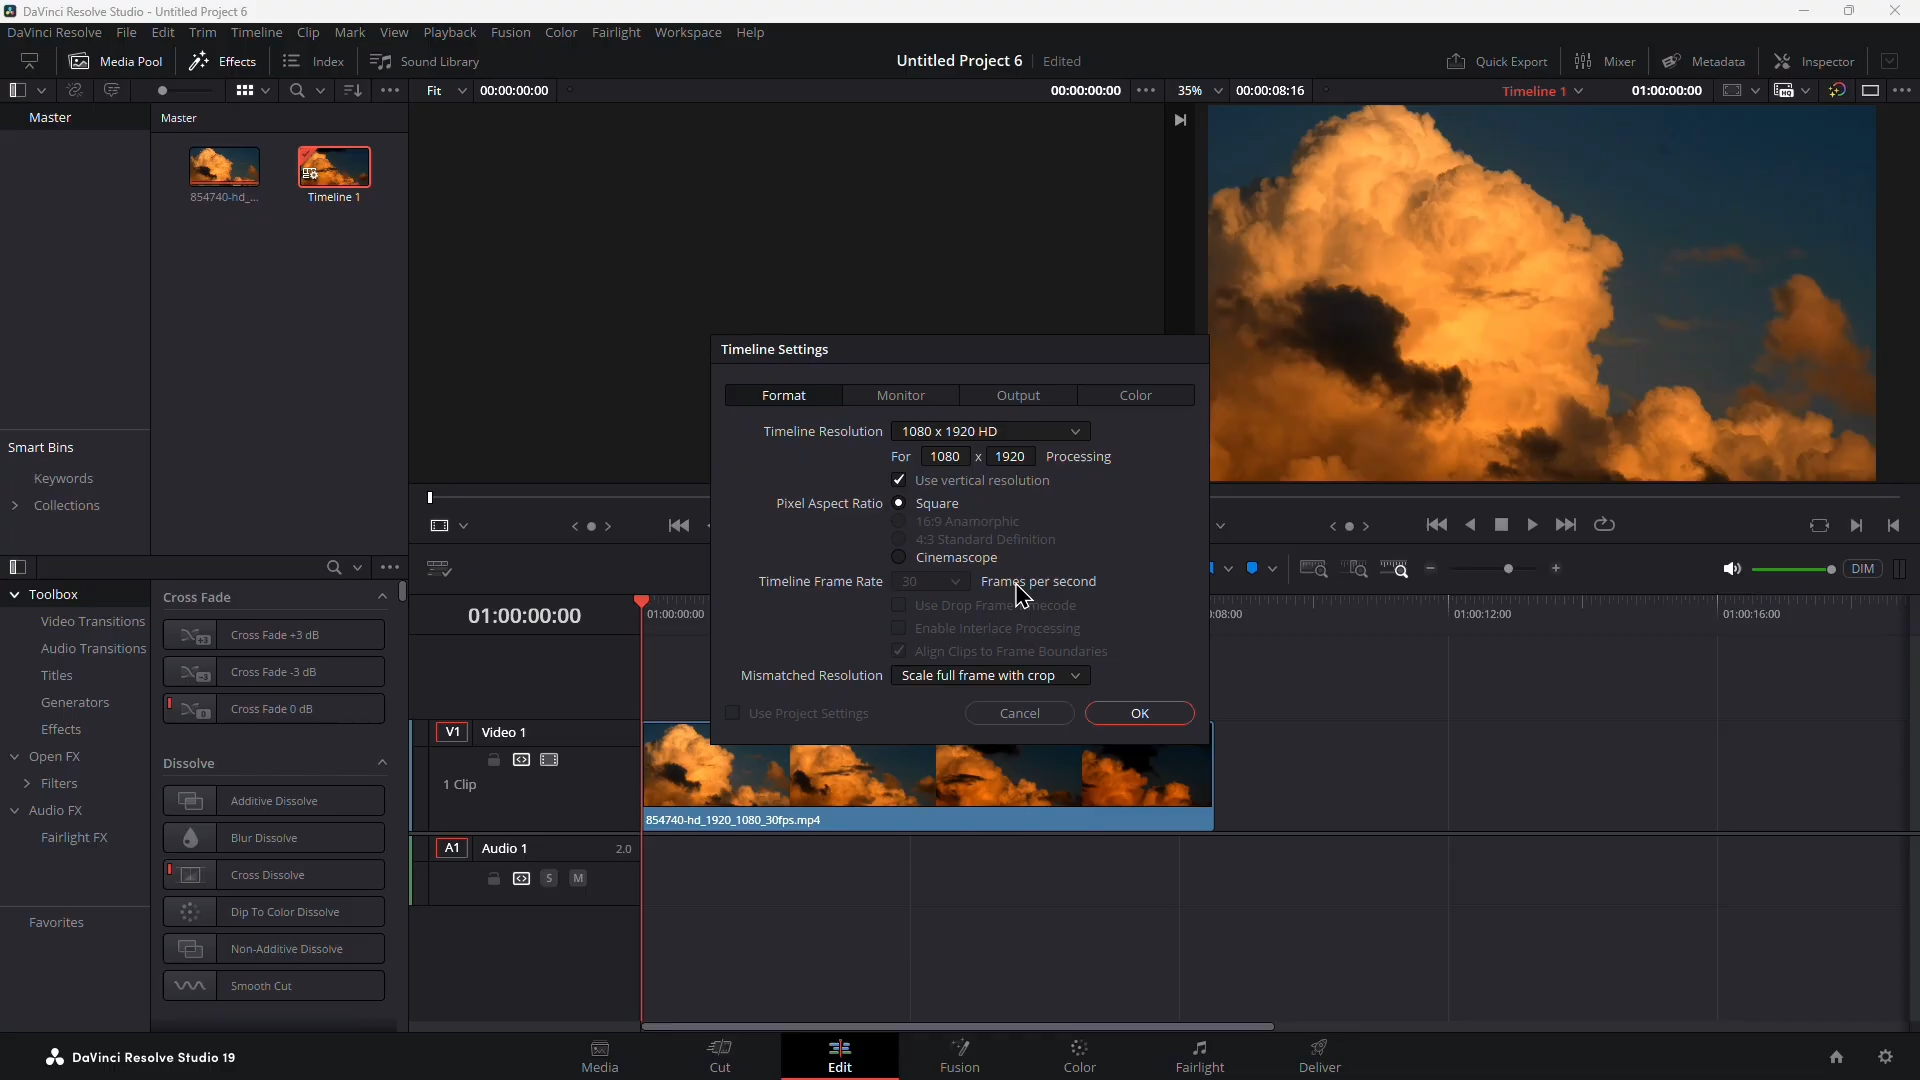 DaVinci Resolve Studio - Untitled Project 6
DaVinci Resolve File Edit Trim Timeline Clip Mark View Playback Fusion Color Fairlight Workspace Help
Media Pool Effects Index Sound Library Untitled Project 6 Edited Quick Export Mixer Metadata Inspector
Fit 00:00:00:00 00:00:00:00 35% 00:00:08:16 Timeline 1 01:00:00:00
Master Master
854740-hd_... Timeline 1
Timeline Settings
Format Monitor Output Color
Timeline Resolution 1080 x 1920 HD
For 1080 x 1920 Processing
Use vertical resolution
Pixel Aspect Ratio Square
16:9 Anamorphic
4:3 Standard Definition
Cinemascope
Timeline Frame Rate 30 Frames per second
Use Drop Frame
Enable Interlace Processing
Align Clips to Frame Boundaries
Mismatched Resolution Scale full frame with crop
Use Project Settings Cancel OK
Smart Bins
Keywords
Collections
Toolbox
Video Transitions
Audio Transitions
Titles
Generators
Effects
Open FX
Filters
Audio FX
Fairlight FX
Favorites
Cross Fade
+3 Cross Fade +3 dB
-3 Cross Fade -3 dB
0 Cross Fade 0 dB
Dissolve
Additive Dissolve
Blur Dissolve
Cross Dissolve
Dip To Color Dissolve
Non-Additive Dissolve
Smooth Cut
DIM
01:00:00:00 01:00:00:00 :08:00 01:00:12:00 01:00:16:00
V1 Video 1
1 Clip
854740-hd_1920_1080_30fps.mp4
A1 Audio 1 2.0
S M
DaVinci Resolve Studio 19 Media Cut Edit Fusion Color Fairlight Deliver